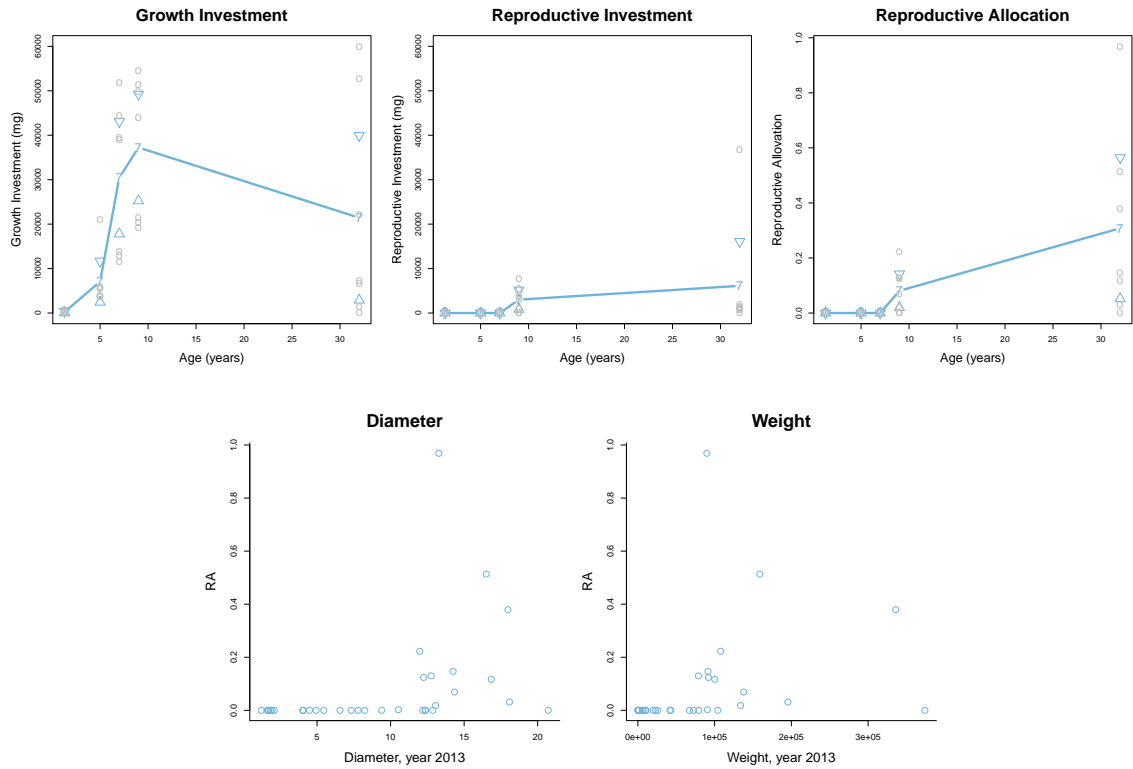 Growth Investment
Reproductive Investment
Reproductive Allocation
Growth Investment (mg)
0 10000 20000 30000 40000 50000 60000
7 7 7 7
5 10 15 20 25 30
Age (years)
Reproductive Investment (mg)
0 10000 20000 30000 40000 50000 60000
7 7
5 10 15 20 25 30
Age (years)
Reproductive Allovation
0.0 0.2 0.4 0.6 0.8 1.0
7 7
5 10 15 20 25 30
Age (years)
Diameter
Weight
RA
0.0 0.2 0.4 0.6 0.8 1.0
5 10 15 20
Diameter, year 2013
RA
0.0 0.2 0.4 0.6 0.8 1.0
0e+00 1e+05 2e+05 3e+05
Weight, year 2013